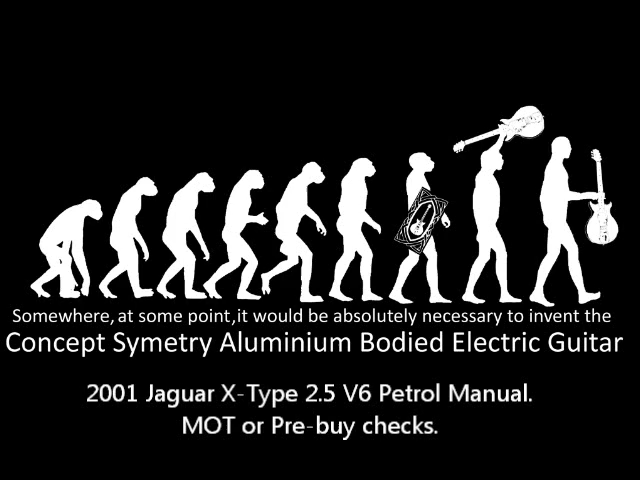 Somewhere, at some point,it would be absolutely necessary to invent the
Concept Symetry Aluminium Bodied Electric Guitar
2001 Jaguar X-Type 2.5 V6 Petrol Manual.
MOT or Pre-buy checks.